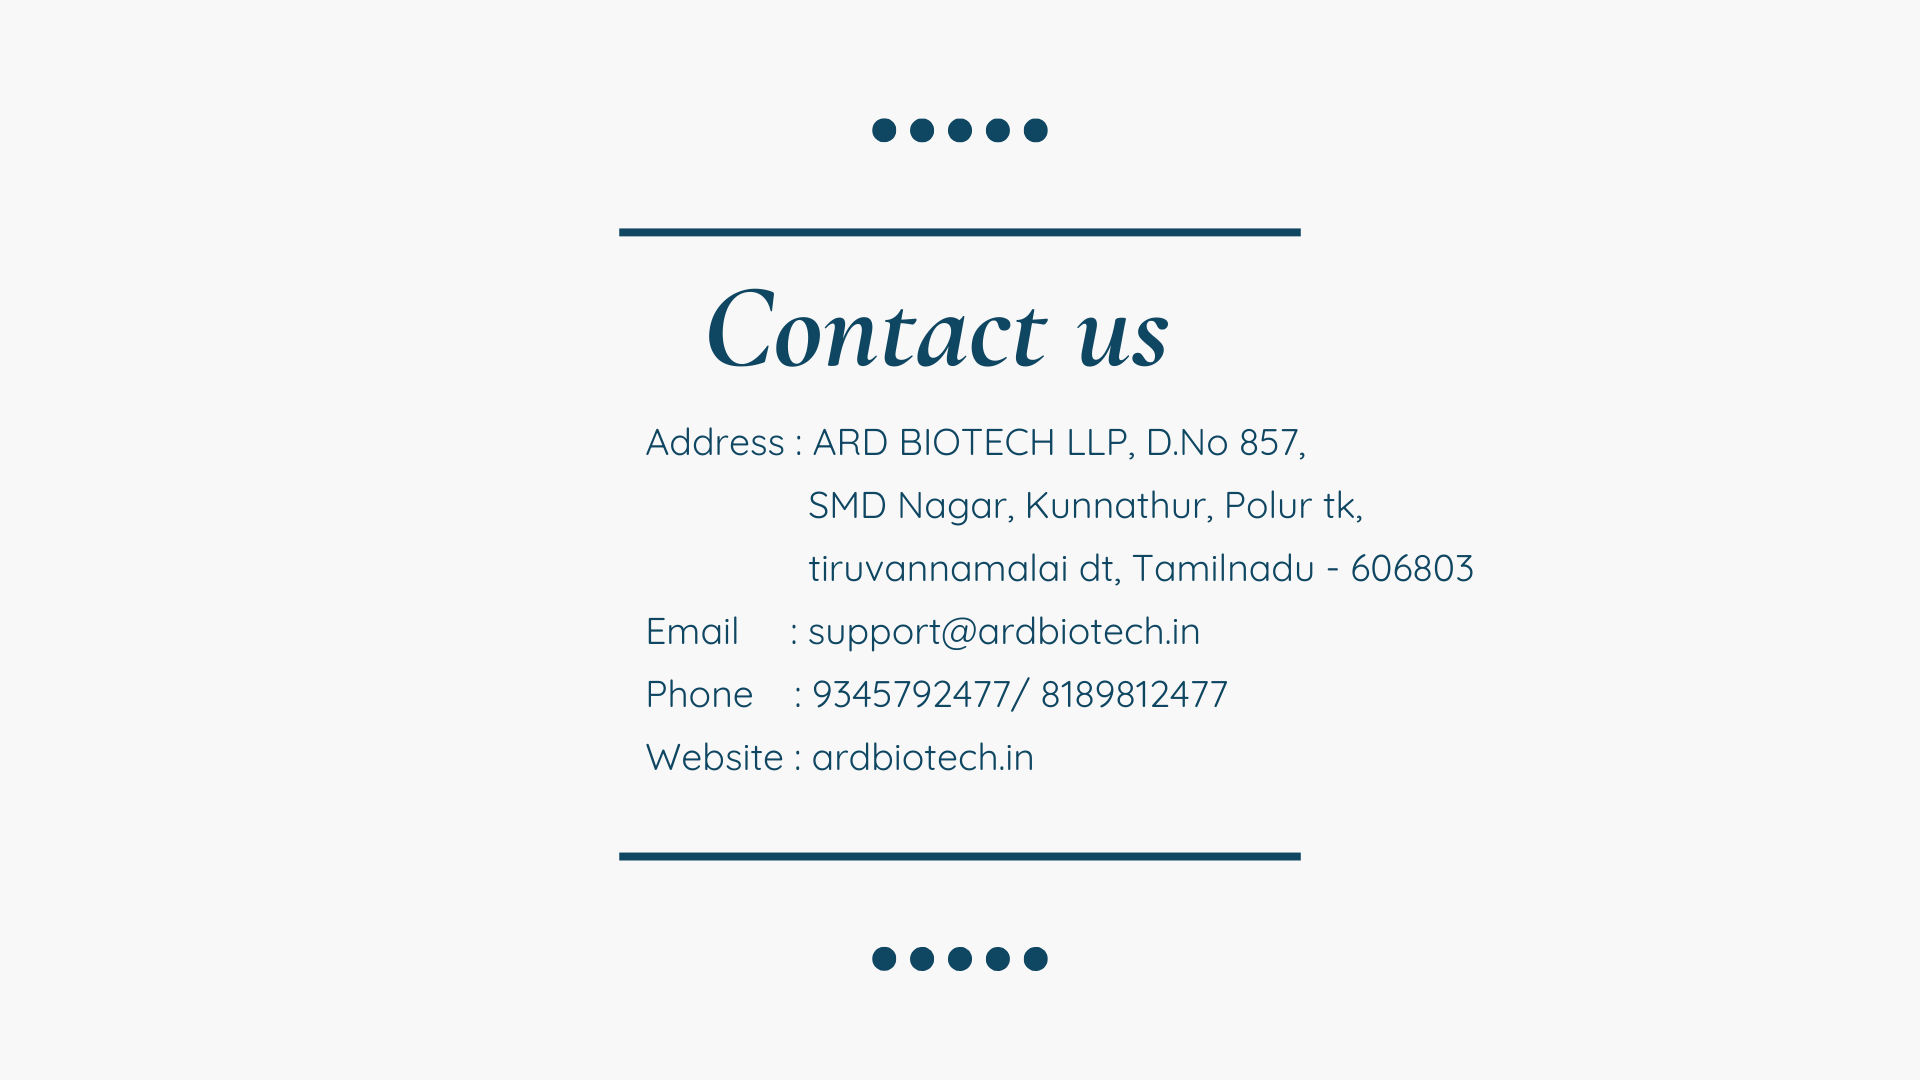 Contact us
Address : ARD BIOTECH LLP, D.No 857,
SMD Nagar, Kunnathur, Polur tk,
tiruvannamalai dt, Tamilnadu - 606803
Email : support@ardbiotech.in
Phone : 9345792477/ 8189812477
Website : ardbiotech.in